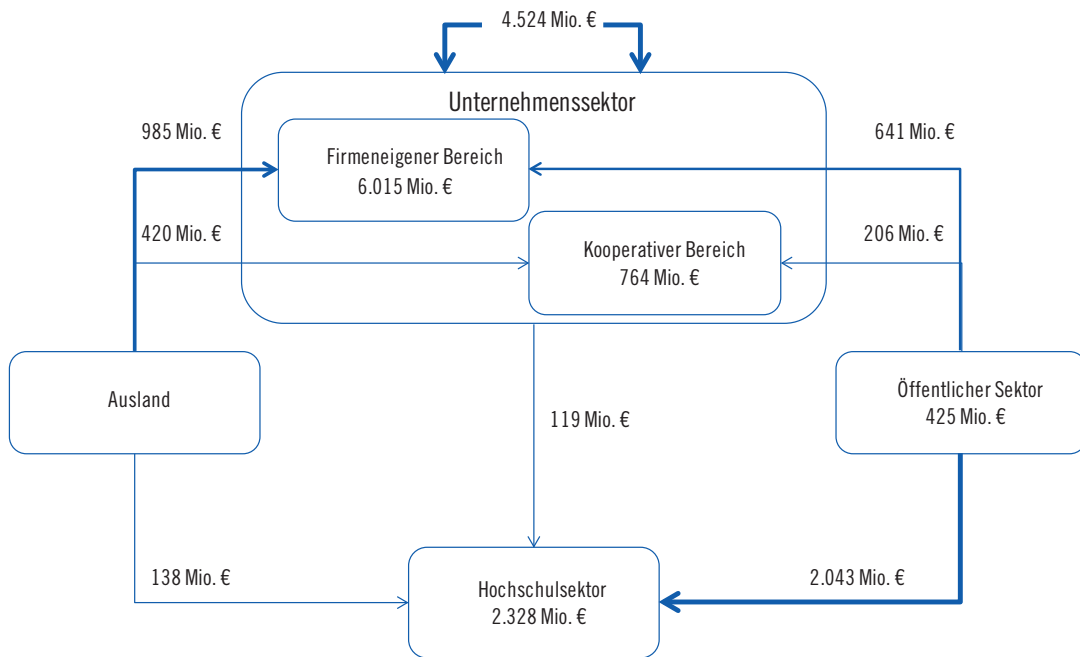 4.524 Mio. €
Unternehmenssektor
985 Mio. €
641 Mio. €
Firmeneigener Bereich
6.015 Mio. €
420 Mio. €
206 Mio. €
Kooperativer Bereich
764 Mio. €
Ausland
Öffentlicher Sektor
425 Mio. €
119 Mio. €
138 Mio. €
2.043 Mio. €
Hochschulsektor
2.328 Mio. €